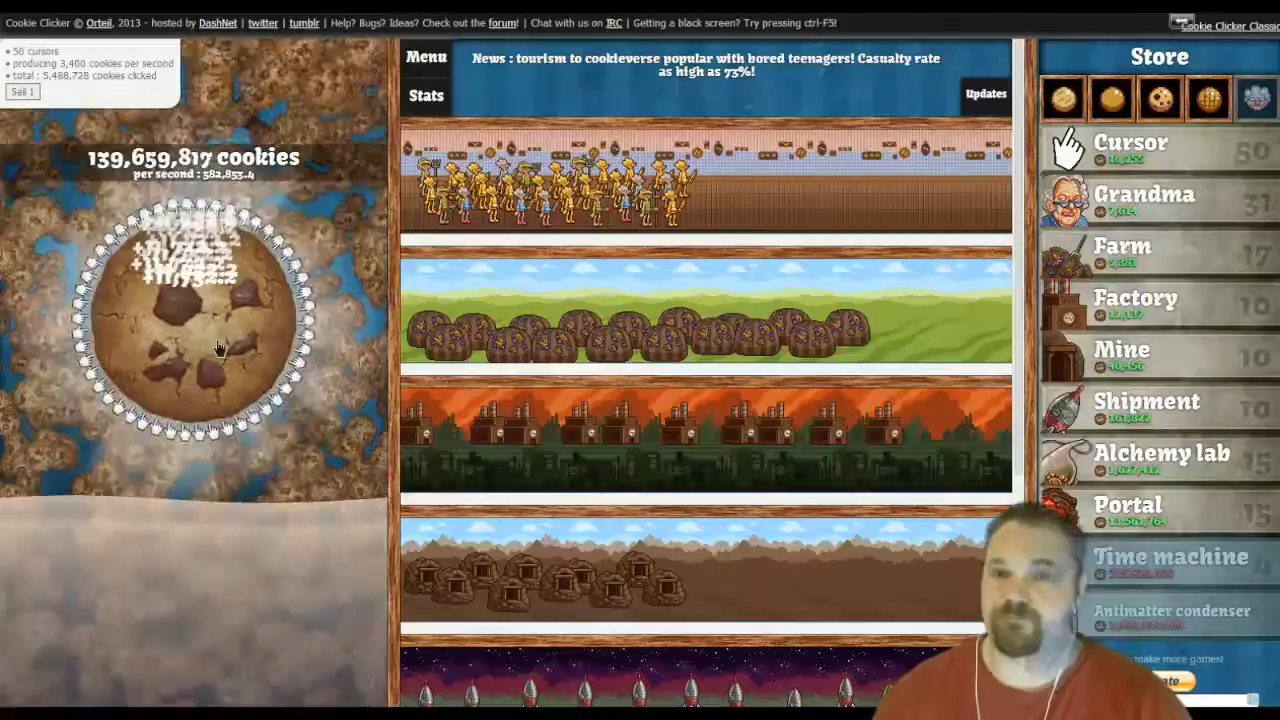 Cookie Clicker © Orteil, 2013 - hosted by DashNet | twitter | tumblr | Help? Bugs? Ideas? Check out the forum! | Chat with us on IRC | Getting a black screen? Try pressing ctrl-F5!
Cookie Clicker Classic
• 50 cursors
• producing 3,400 cookies per second
• total : 5,488,728 cookies clicked
Sell 1
139,659,817 cookies
per second : 582,853.4
Menu
Stats
News : tourism to cookieverse popular with bored teenagers! Casualty rate
as high as 73%!
Updates
Store
Cursor
50
Grandma
7,614
31
Farm
17
Factory
10
Mine
10
Shipment
10
Alchemy lab
15
Portal
15
Time machine
Antimatter condenser
make more games!